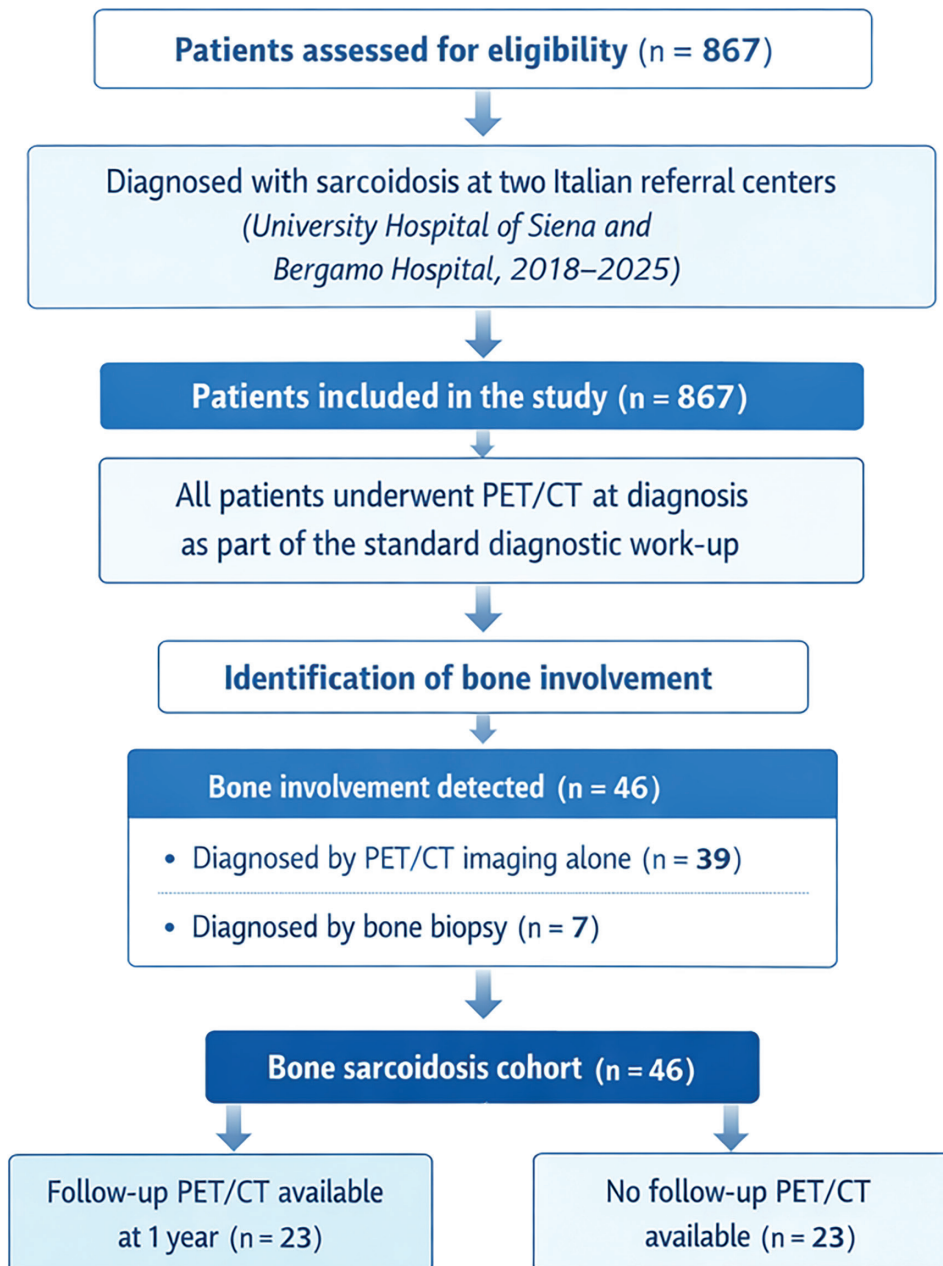 Patients assessed for eligibility (n = 867)
Diagnosed with sarcoidosis at two Italian referral centers
(University Hospital of Siena and
Bergamo Hospital, 2018–2025)
Patients included in the study (n = 867)
All patients underwent PET/CT at diagnosis
as part of the standard diagnostic work-up
Identification of bone involvement
Bone involvement detected (n = 46)
• Diagnosed by PET/CT imaging alone (n = 39)
• Diagnosed by bone biopsy (n = 7)
Bone sarcoidosis cohort (n = 46)
Follow-up PET/CT available
at 1 year (n = 23)
No follow-up PET/CT
available (n = 23)